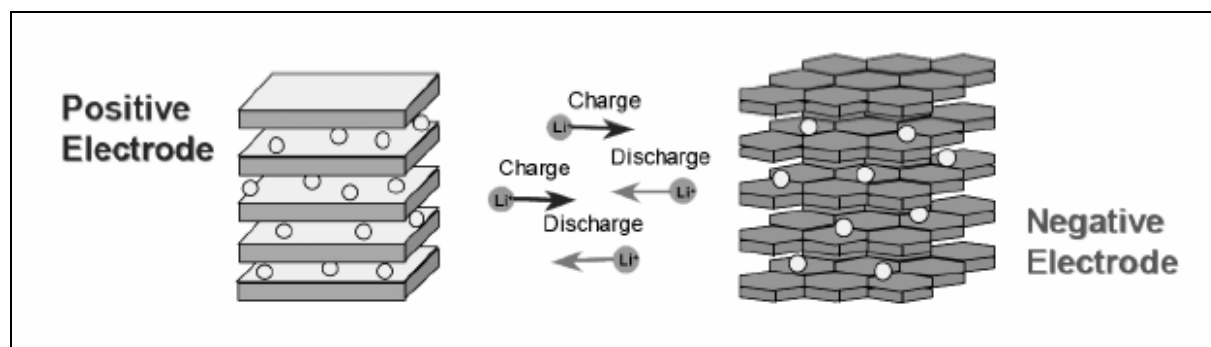 Positive
Electrode
Charge
Li⁺
Discharge
Charge
Li⁺
Li⁺
Discharge
Li⁺
Negative
Electrode